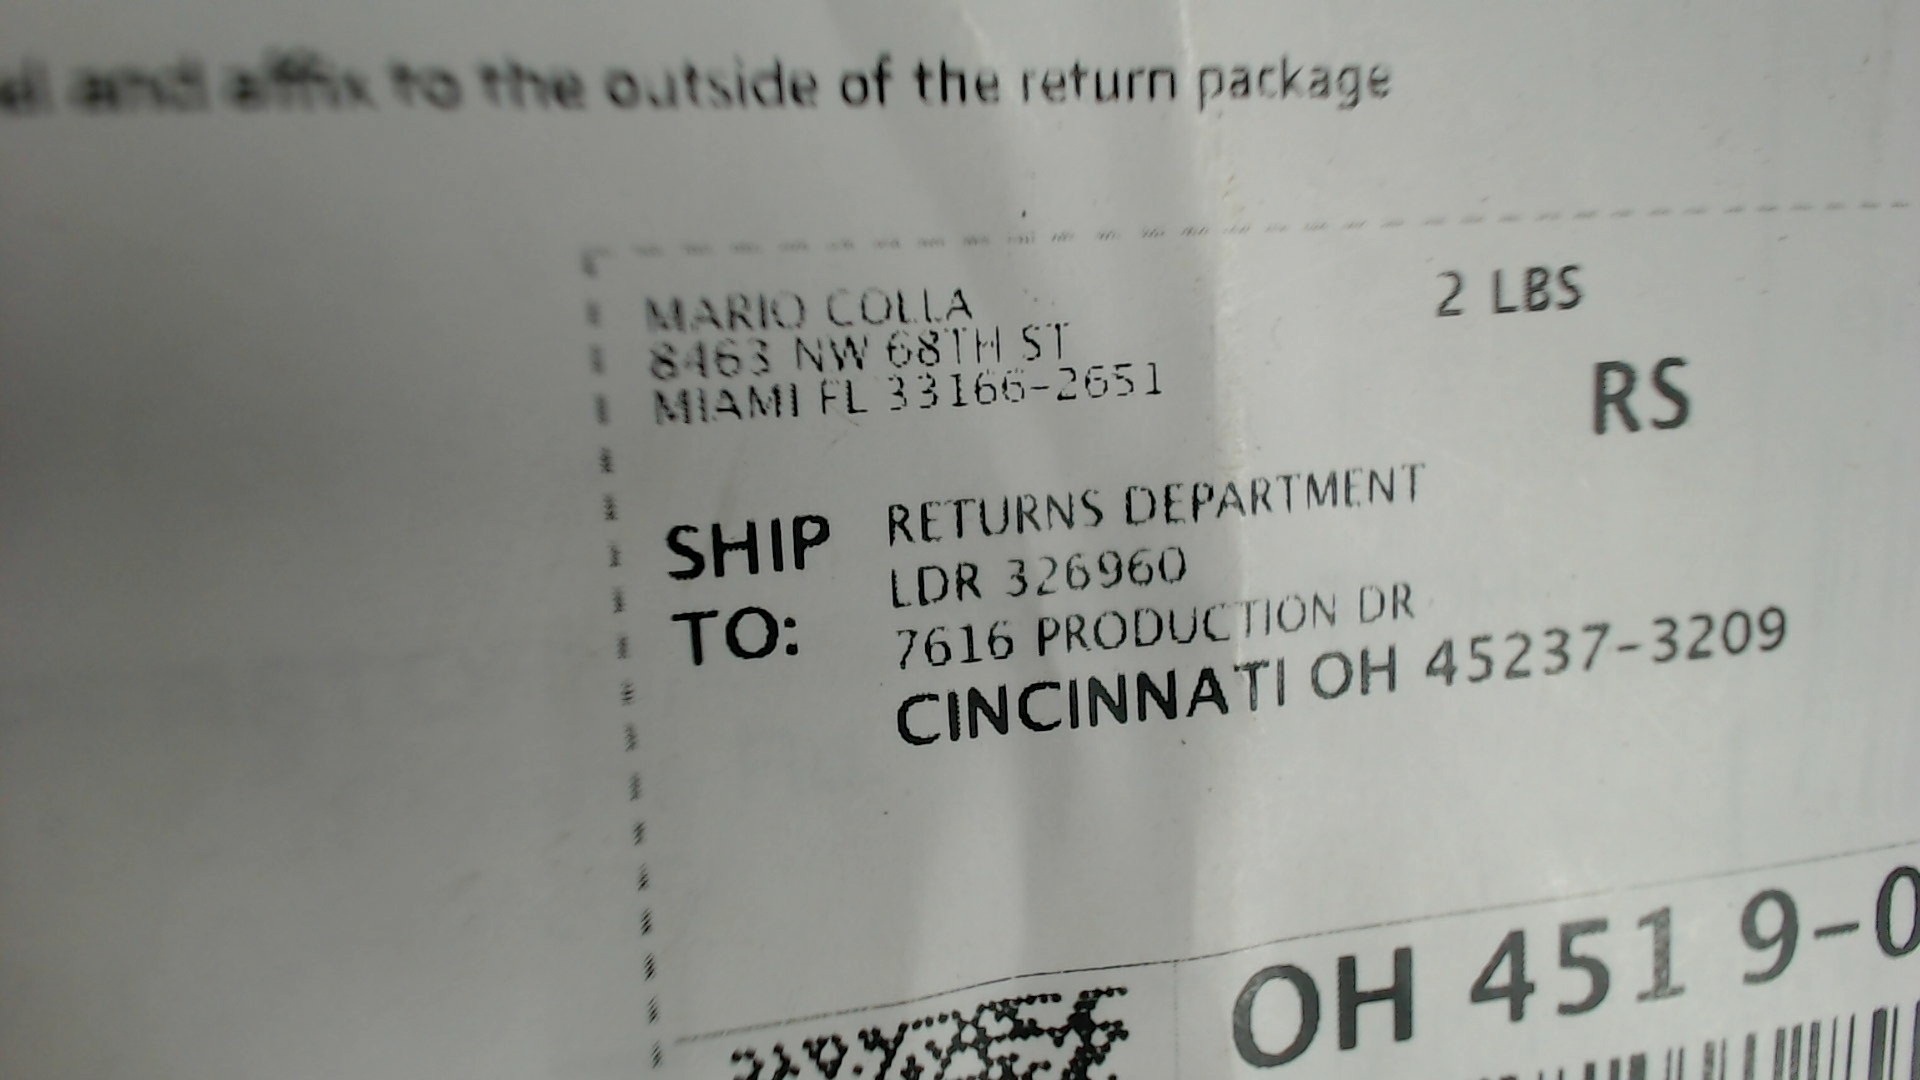 and affix to the outside of the return package
MARIO COLLA
8463 NW 68TH ST
MIAMI FL 33166-2651
2 LBS
RS
SHIP TO:
RETURNS DEPARTMENT
LDR 326960
7616 PRODUCTION DR
CINCINNATI OH 45237-3209
OH 451 9-0